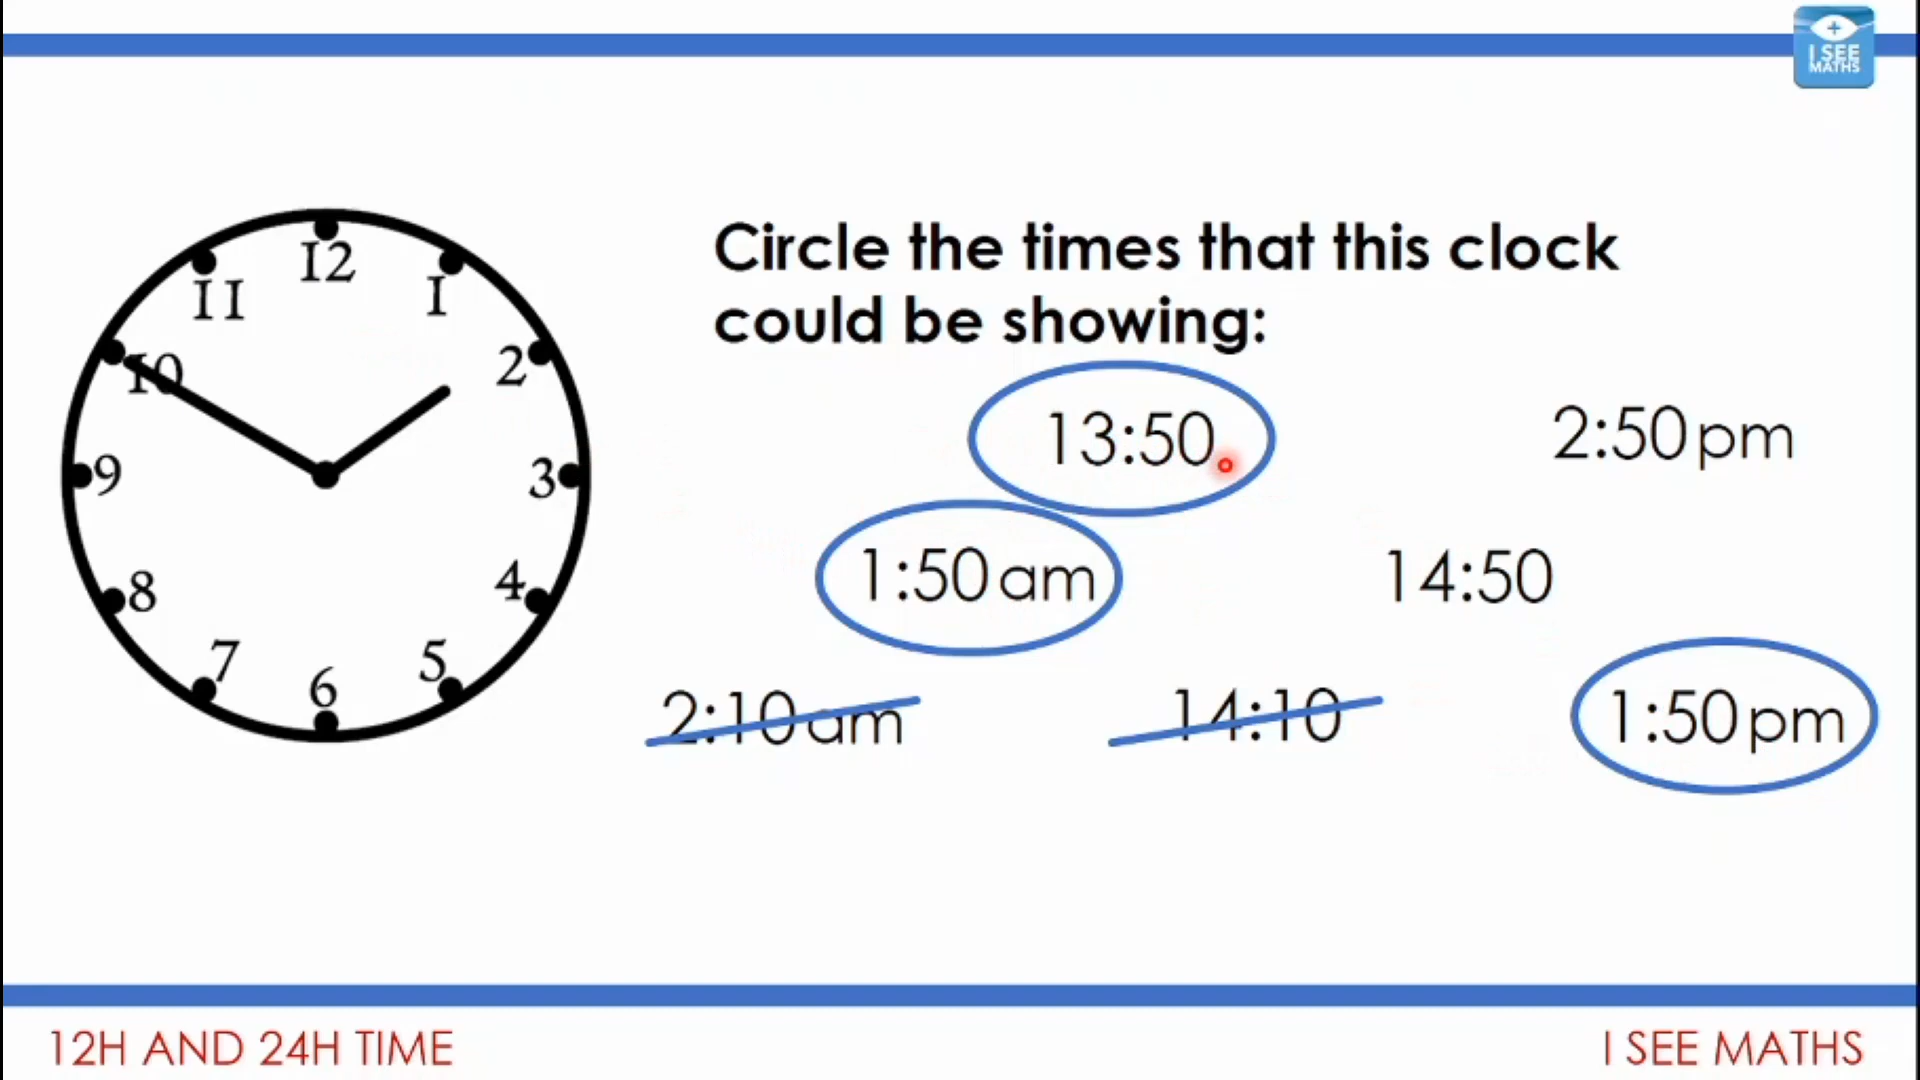 I SEE
MATHS
12
11
1
10
2
9
3
8
4
7
5
6
Circle the times that this clock
could be showing:
13:50
2:50pm
1:50am
14:50
2:10am
14:10
1:50pm
12H AND 24H TIME
I SEE MATHS